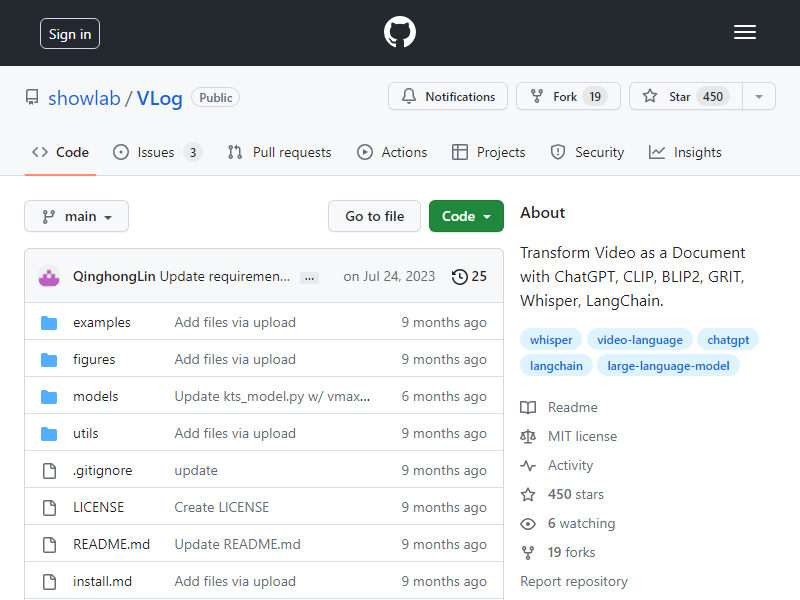 Sign in
showlab / VLog Public
Notifications Fork 19 Star 450
Code Issues 3 Pull requests Actions Projects Security Insights
main Go to file Code
QinghongLin Update requiremen... ... on Jul 24, 2023 25
examples Add files via upload 9 months ago
figures Add files via upload 9 months ago
models Update kts_model.py w/ vmax... 6 months ago
utils Add files via upload 9 months ago
.gitignore update 9 months ago
LICENSE Create LICENSE 9 months ago
README.md Update README.md 9 months ago
install.md Add files via upload 9 months ago
About
Transform Video as a Document
with ChatGPT, CLIP, BLIP2, GRIT,
Whisper, LangChain.
whisper video-language chatgpt
langchain large-language-model
Readme
MIT license
Activity
450 stars
6 watching
19 forks
Report repository